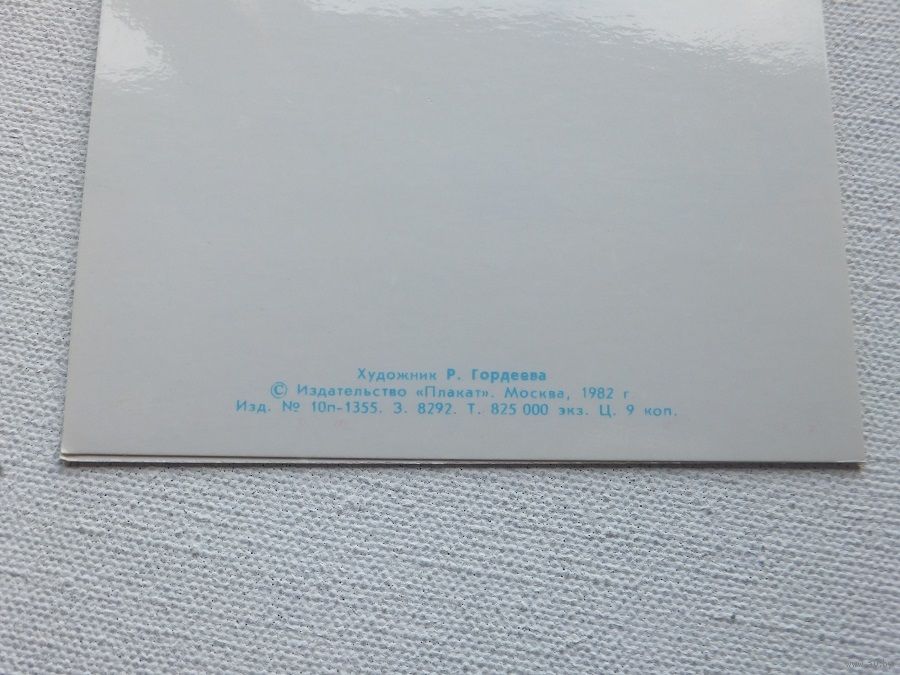 Художник Р. Гордеева
© Издательство «Плакат». Москва, 1982 г
Изд. № 10п-1355. З. 8292. Т. 825 000 экз. Ц. 9 коп.